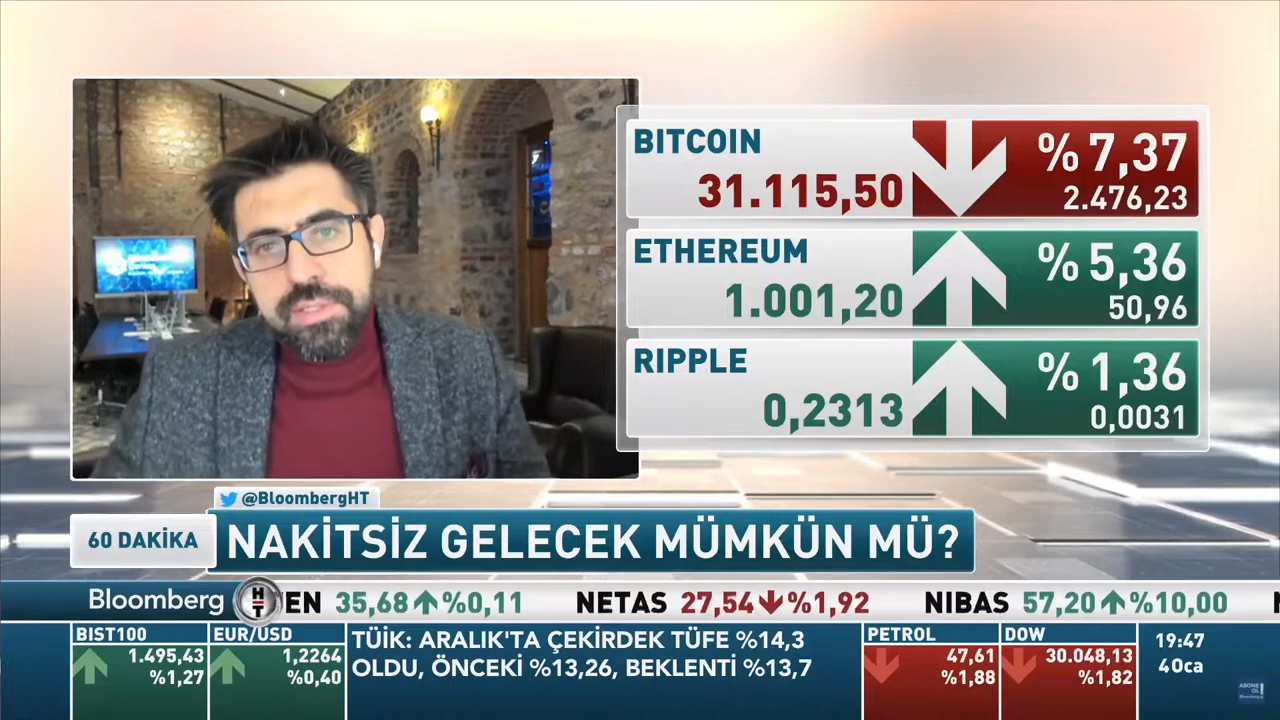 BITCOIN
31.115,50
%7,37
2.476,23
ETHEREUM
1.001,20
%5,36
50,96
RIPPLE
0,2313
%1,36
0,0031
@BloombergHT
60 DAKİKA
NAKİTSİZ GELECEK MÜMKÜN MÜ?
Bloomberg HT
EN 35,68 %0,11 NETAS 27,54 %1,92 NIBAS 57,20 %10,00
BIST100
1.495,43
%1,27
EUR/USD
1,2264
%0,40
TÜİK: ARALIK'TA ÇEKİRDEK TÜFE %14,3
OLDU, ÖNCEKİ %13,26, BEKLENTİ %13,7
PETROL
47,61
%1,88
DOW
30.048,13
%1,82
19:47
4Oca
ABONE
OL